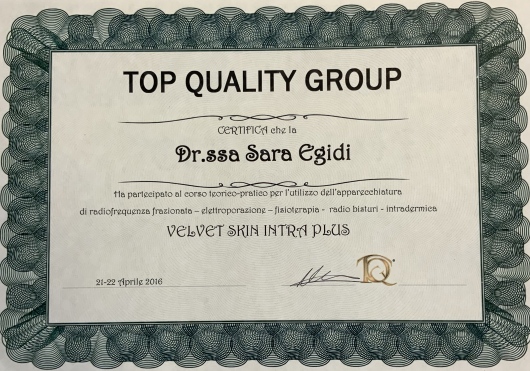 TOP QUALITY GROUP
CERTIFICA che la
Dr.ssa Sara Egidi
Ha partecipato al corso teorico-pratico per l'utilizzo dell'apparecchiatura
di radiofrequenza frazionata – elettroporazione – fisioterapia - radio bisturi - intradermica
VELVET SKIN INTRA PLUS
21-22 Aprile 2016
TQ